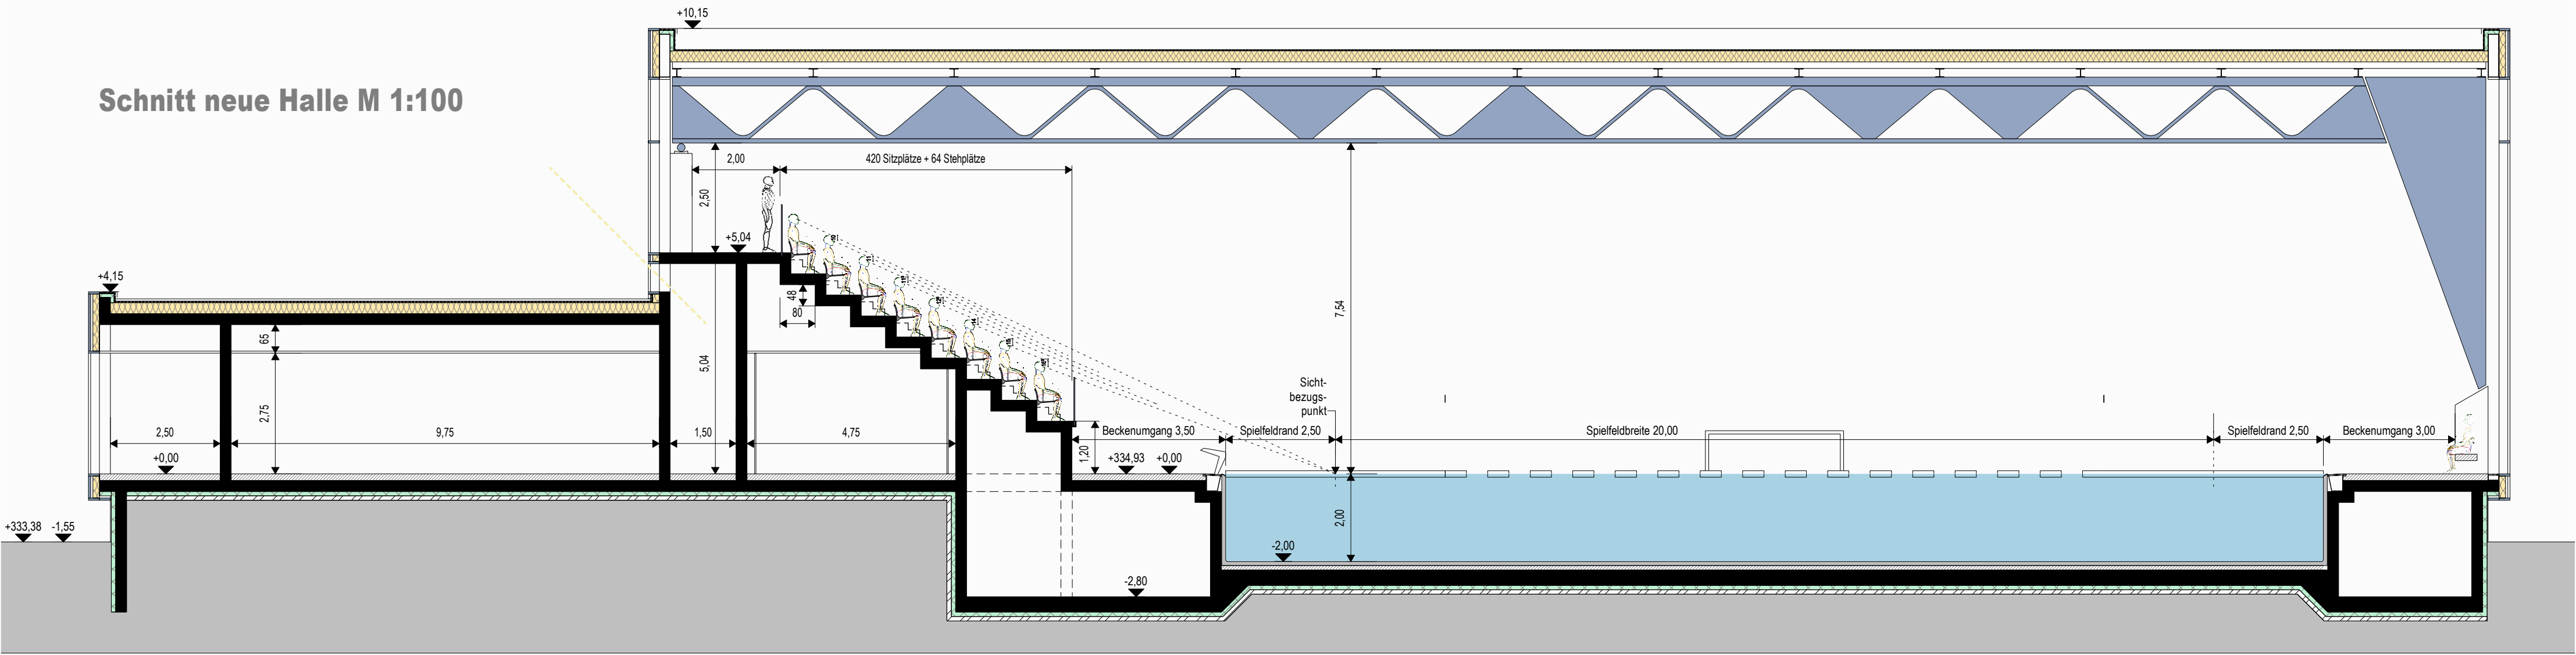 +10,15
Schnitt neue Halle M 1:100
2,00
420 Sitzplätze + 64 Stehplätze
2,50
+5,04
+4,15
48
80
7,54
65
5,04
2,75
Sicht-
bezugs-
punkt
2,50
9,75
1,50
4,75
1,20
Beckenumgang 3,50
Spielfeldrand 2,50
Spielfeldbreite 20,00
Spielfeldrand 2,50
Beckenumgang 3,00
+0,00
+334,93
+0,00
2,00
+333,38
-1,55
-2,00
-2,80